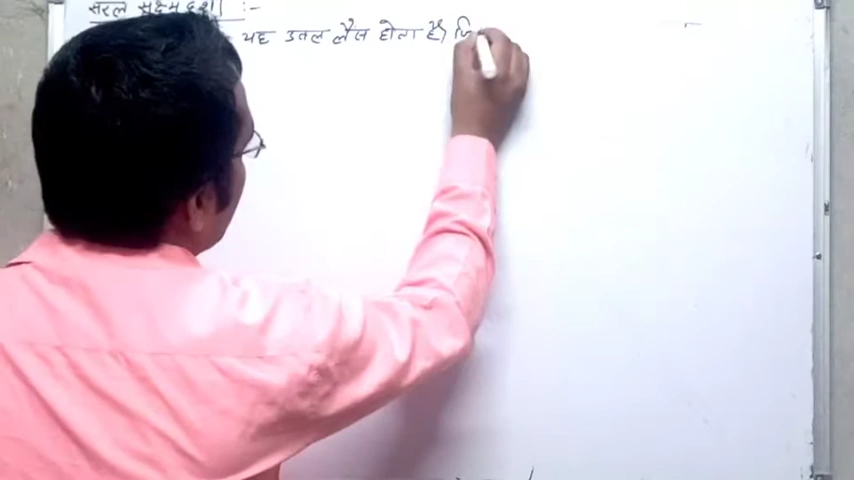 सरल सूक्ष्मदर्शी :-
यह उत्तल लैंस होता है, जि